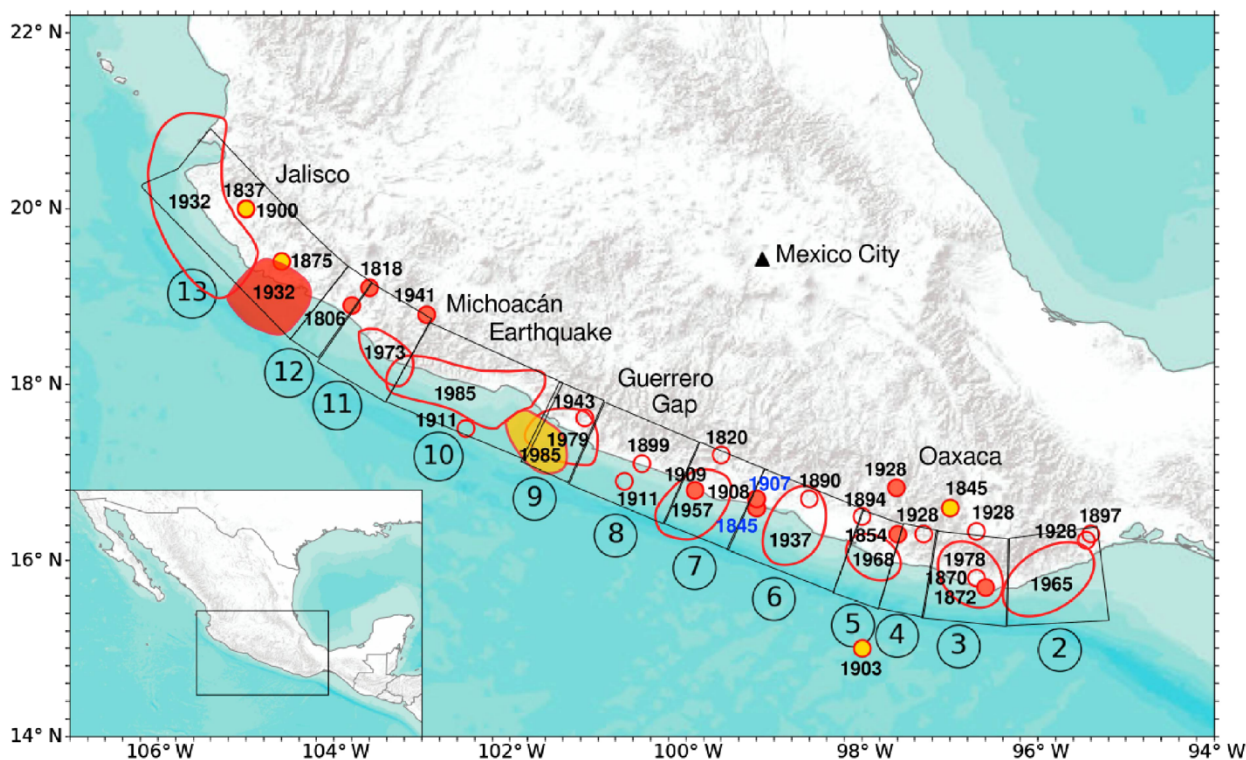 22° N
20° N
18° N
16° N
14° N
Jalisco
1837
1932
1900
1875
1818
Mexico City
13
1932
1941
Michoacán
1806
Earthquake
12
1973
11
1985
Guerrero
Gap
1943
1911
1979
1820
10
1985
1899
Oaxaca
9
1909
1908
1907
1890
1928
1845
1911
1957
1845
1894
1928
1928
1897
8
1937
1854
1928
7
1968
1978
6
1870
1965
1872
5
4
3
2
1903
106° W
104° W
102° W
100° W
98° W
96° W
94° W